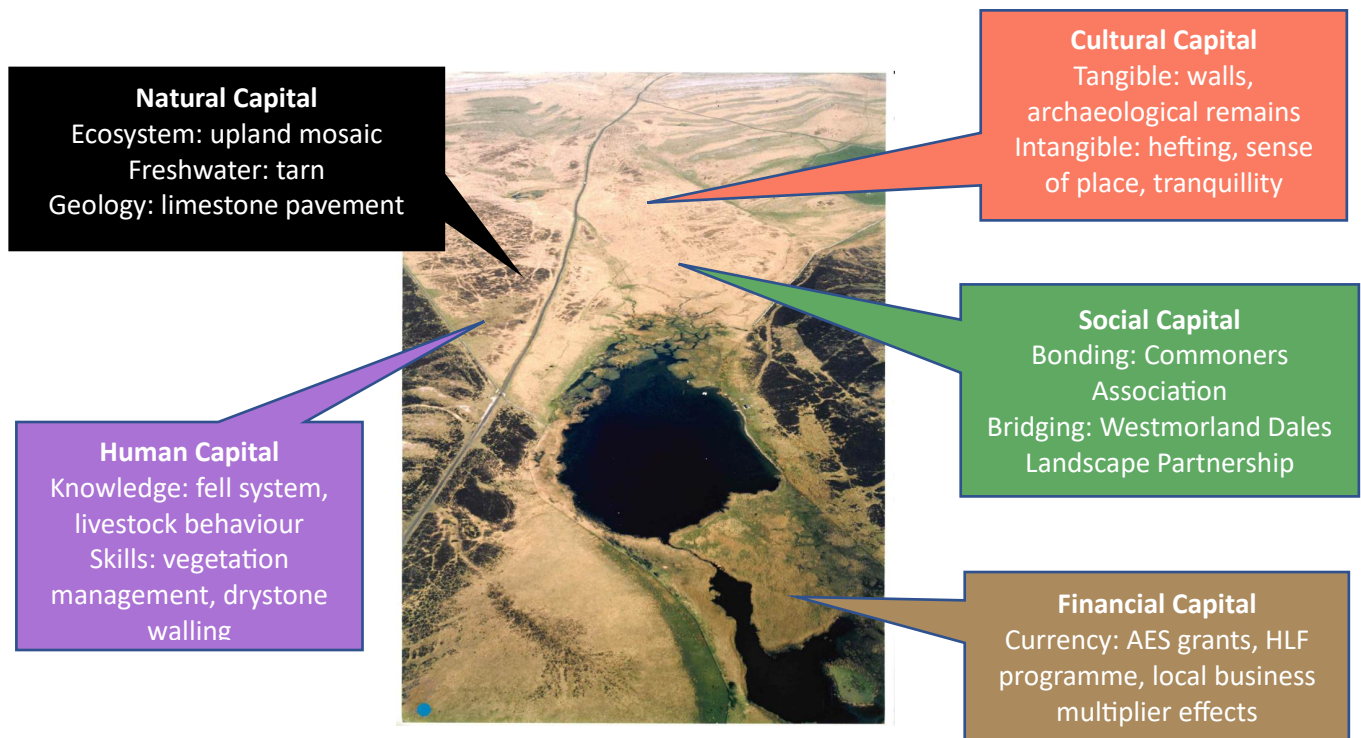 Natural Capital
Ecosystem: upland mosaic
Freshwater: tarn
Geology: limestone pavement
Cultural Capital
Tangible: walls,
archaeological remains
Intangible: hefting, sense
of place, tranquillity
Human Capital
Knowledge: fell system,
livestock behaviour
Skills: vegetation
management, drystone
walling
Social Capital
Bonding: Commoners
Association
Bridging: Westmorland Dales
Landscape Partnership
Financial Capital
Currency: AES grants, HLF
programme, local business
multiplier effects